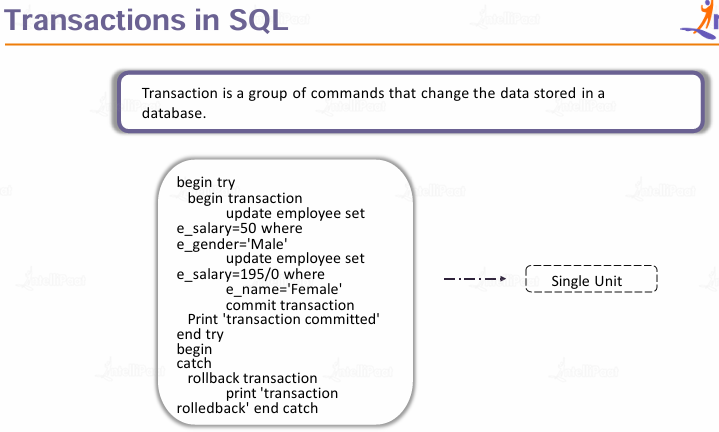 Transactions in SQL
Transaction is a group of commands that change the data stored in a
database.
begin try
begin transaction
update employee set
e_salary=50 where
e_gender='Male'
update employee set
e_salary=195/0 where
e_name='Female'
commit transaction
Print 'transaction committed'
end try
begin
catch
rollback transaction
print 'transaction
rolledback' end catch
Single Unit